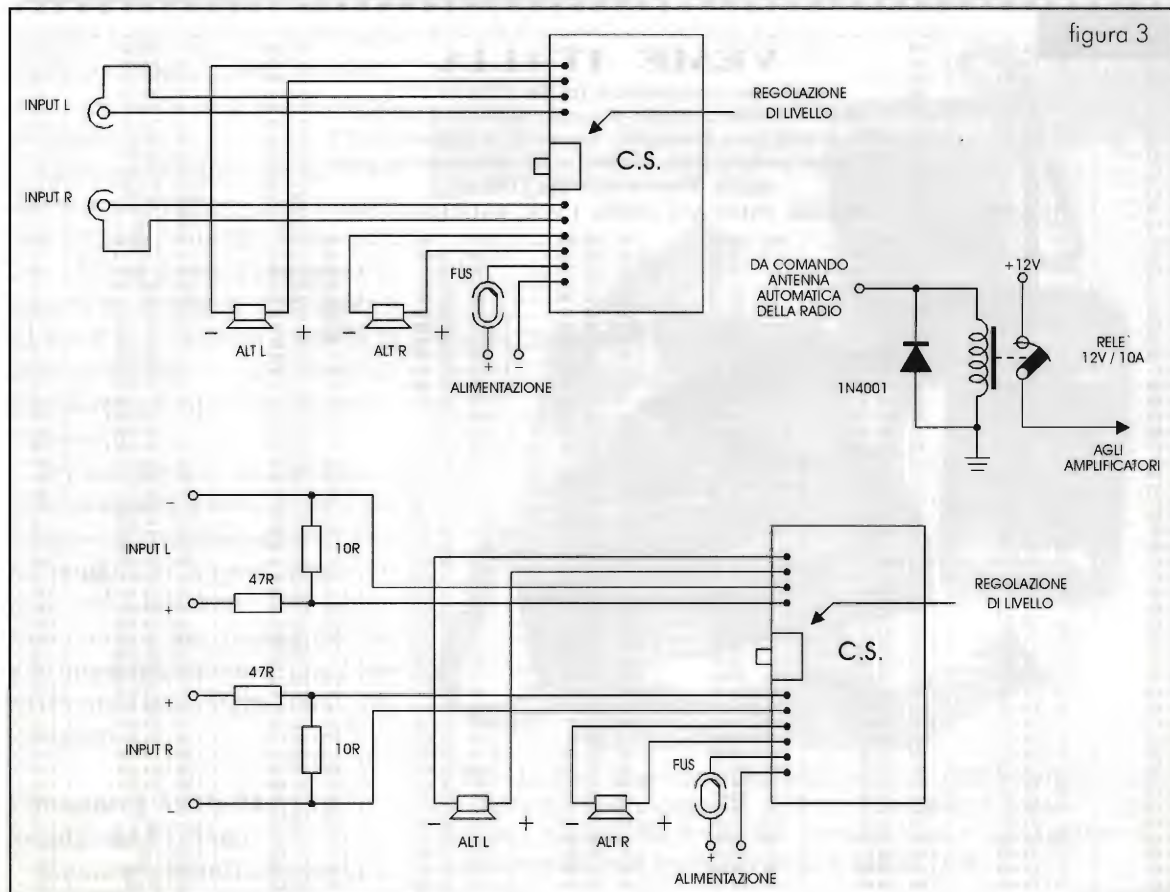 figura 3
INPUT L
INPUT R
REGOLAZIONE
DI LIVELLO
C.S.
FUS
- +
ALT L
- +
ALT R
+ -
ALIMENTAZIONE
DA COMANDO
ANTENNA
AUTOMATICA
DELLA RADIO
+12V
1N4001
RELE`
12V / 10A
AGLI
AMPLIFICATORI
-
INPUT L
10R
47R
+
47R
+
INPUT R
10R
-
REGOLAZIONE
DI LIVELLO
C.S.
FUS
- +
ALT L
- +
ALT R
+ -
ALIMENTAZIONE